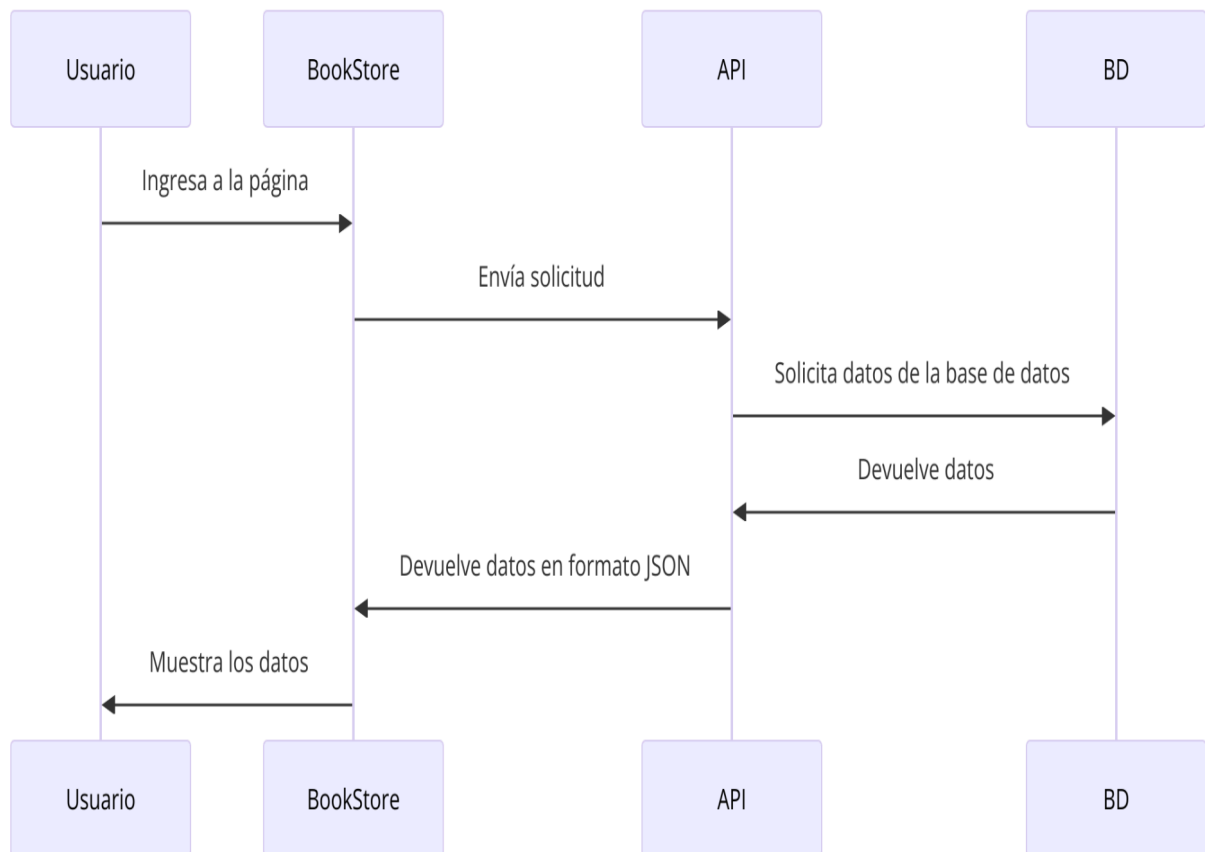 Usuario
BookStore
API
BD
Ingresa a la página
Envía solicitud
Solicita datos de la base de datos
Devuelve datos
Devuelve datos en formato JSON
Muestra los datos
Usuario
BookStore
API
BD